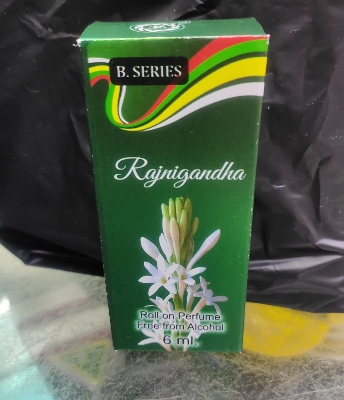 B. SERIES
Rajnigandha
Roll on Perfume
Free from Alcohol
6 ml